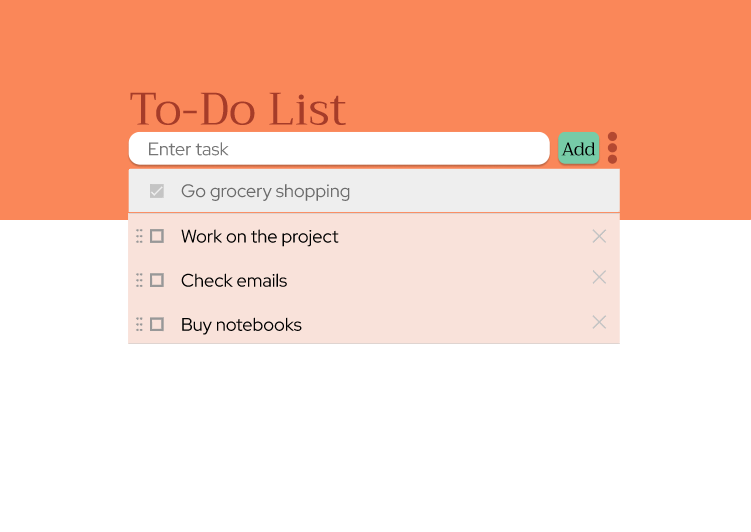 To-Do List
Enter task
Add
Go grocery shopping
Work on the project
Check emails
Buy notebooks